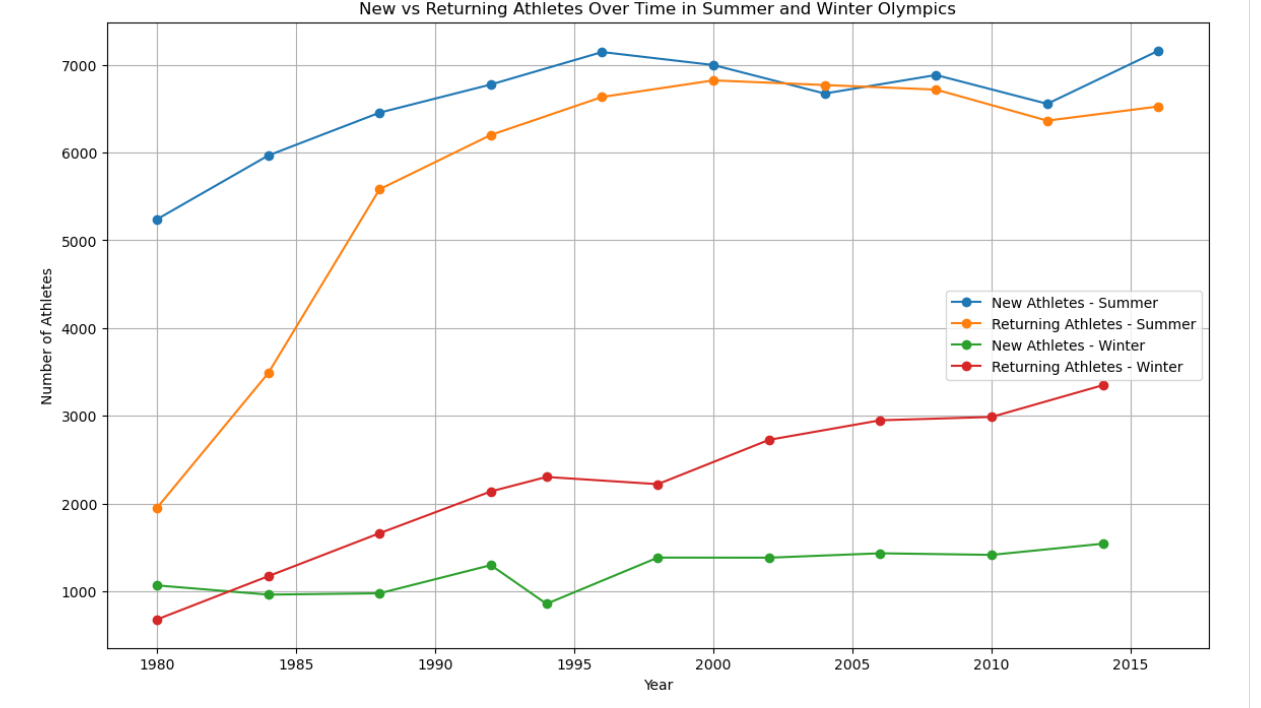 New vs Returning Athletes Over Time in Summer and Winter Olympics
Number of Athletes
7000
6000
5000
4000
3000
2000
1000
New Athletes - Summer
Returning Athletes - Summer
New Athletes - Winter
Returning Athletes - Winter
1980 1985 1990 1995 2000 2005 2010 2015
Year